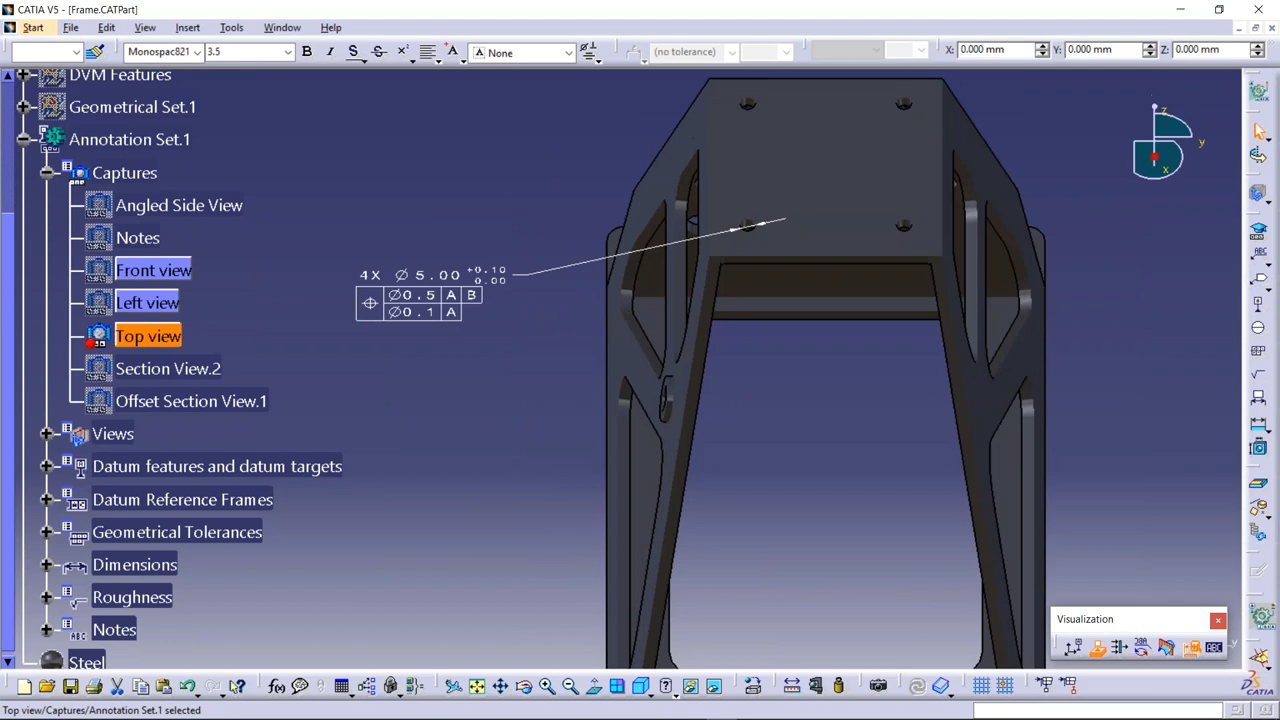 CATIA V5 - [Frame.CATPart]
Start File Edit View Insert Tools Window Help
Monospac821 3.5 B I S S None (no tolerance) X: 0.000 mm Y: 0.000 mm Z: 0.000 mm
DVM Features
Geometrical Set.1
Annotation Set.1
Captures
Angled Side View
Notes
Front view
Left view
Top view
Section View.2
Offset Section View.1
Views
Datum features and datum targets
Datum Reference Frames
Geometrical Tolerances
Dimensions
Roughness
Notes
Steel
4X ∅ 5.00 +0.10 0.00
∅0.5 A B
∅0.1 A
z
y
x
Visualization
Top view/Captures/Annotation Set.1 selected